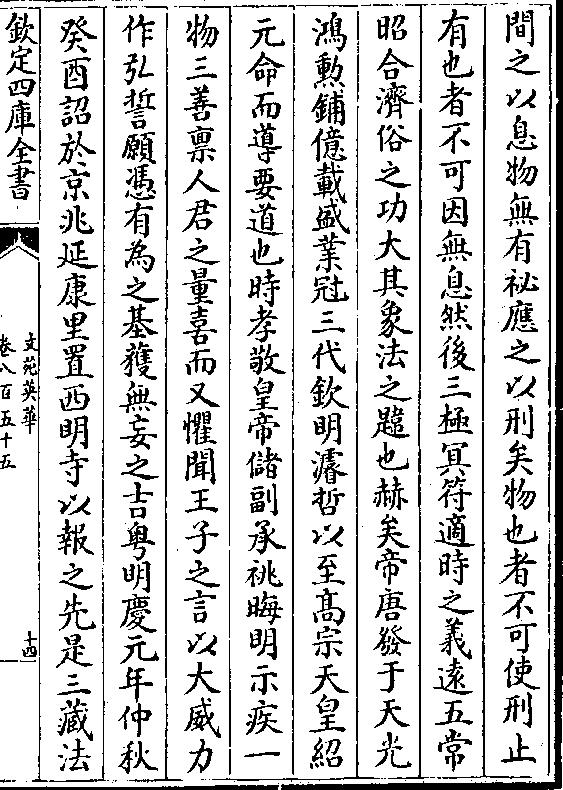 間之以息物無有祕應之以刑矣物也者不可使刑止
有也者不可因無息然後三極冥符適時之義遠五常
昭合濟俗之功大其象法之躔也赫矣帝唐發于天光
鴻勲鋪億載盛業冠三代欽明濬哲以至髙宗天皇紹
元命而導要道也時孝敬皇帝儲副承祧晦明示疾一
物三善禀人君之量喜而又懼聞王子之言以大威力
作弘誓願憑有為之基獲無妄之吉粤明慶元年仲秋
癸酉詔於京兆延康里置西明寺以報之先是三藏法
欽定四庫全書
文苑英華
卷八百五十五
十四